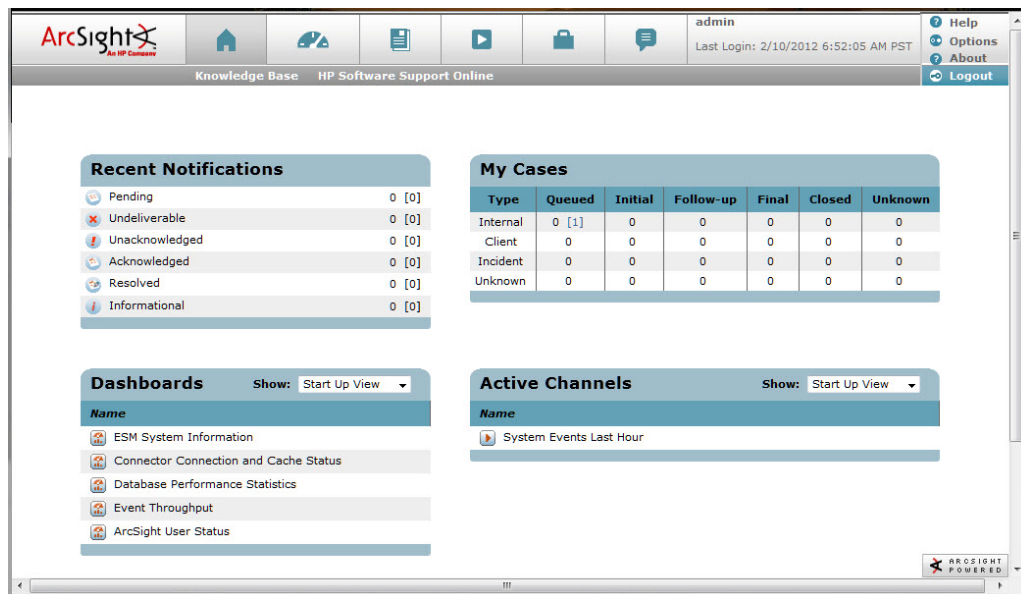 ArcSight
An HP Company
admin
Last Login: 2/10/2012 6:52:05 AM PST
Help
Options
About
Logout
Knowledge Base HP Software Support Online
Recent Notifications
Pending 0 [0]
Undeliverable 0 [0]
Unacknowledged 0 [0]
Acknowledged 0 [0]
Resolved 0 [0]
Informational 0 [0]
My Cases
Type Queued Initial Follow-up Final Closed Unknown
Internal 0 [1] 0 0 0 0 0
Client 0 0 0 0 0 0
Incident 0 0 0 0 0 0
Unknown 0 0 0 0 0 0
Dashboards Show: Start Up View
Name
ESM System Information
Connector Connection and Cache Status
Database Performance Statistics
Event Throughput
ArcSight User Status
Active Channels Show: Start Up View
Name
System Events Last Hour
ARCSIGHT
POWERED